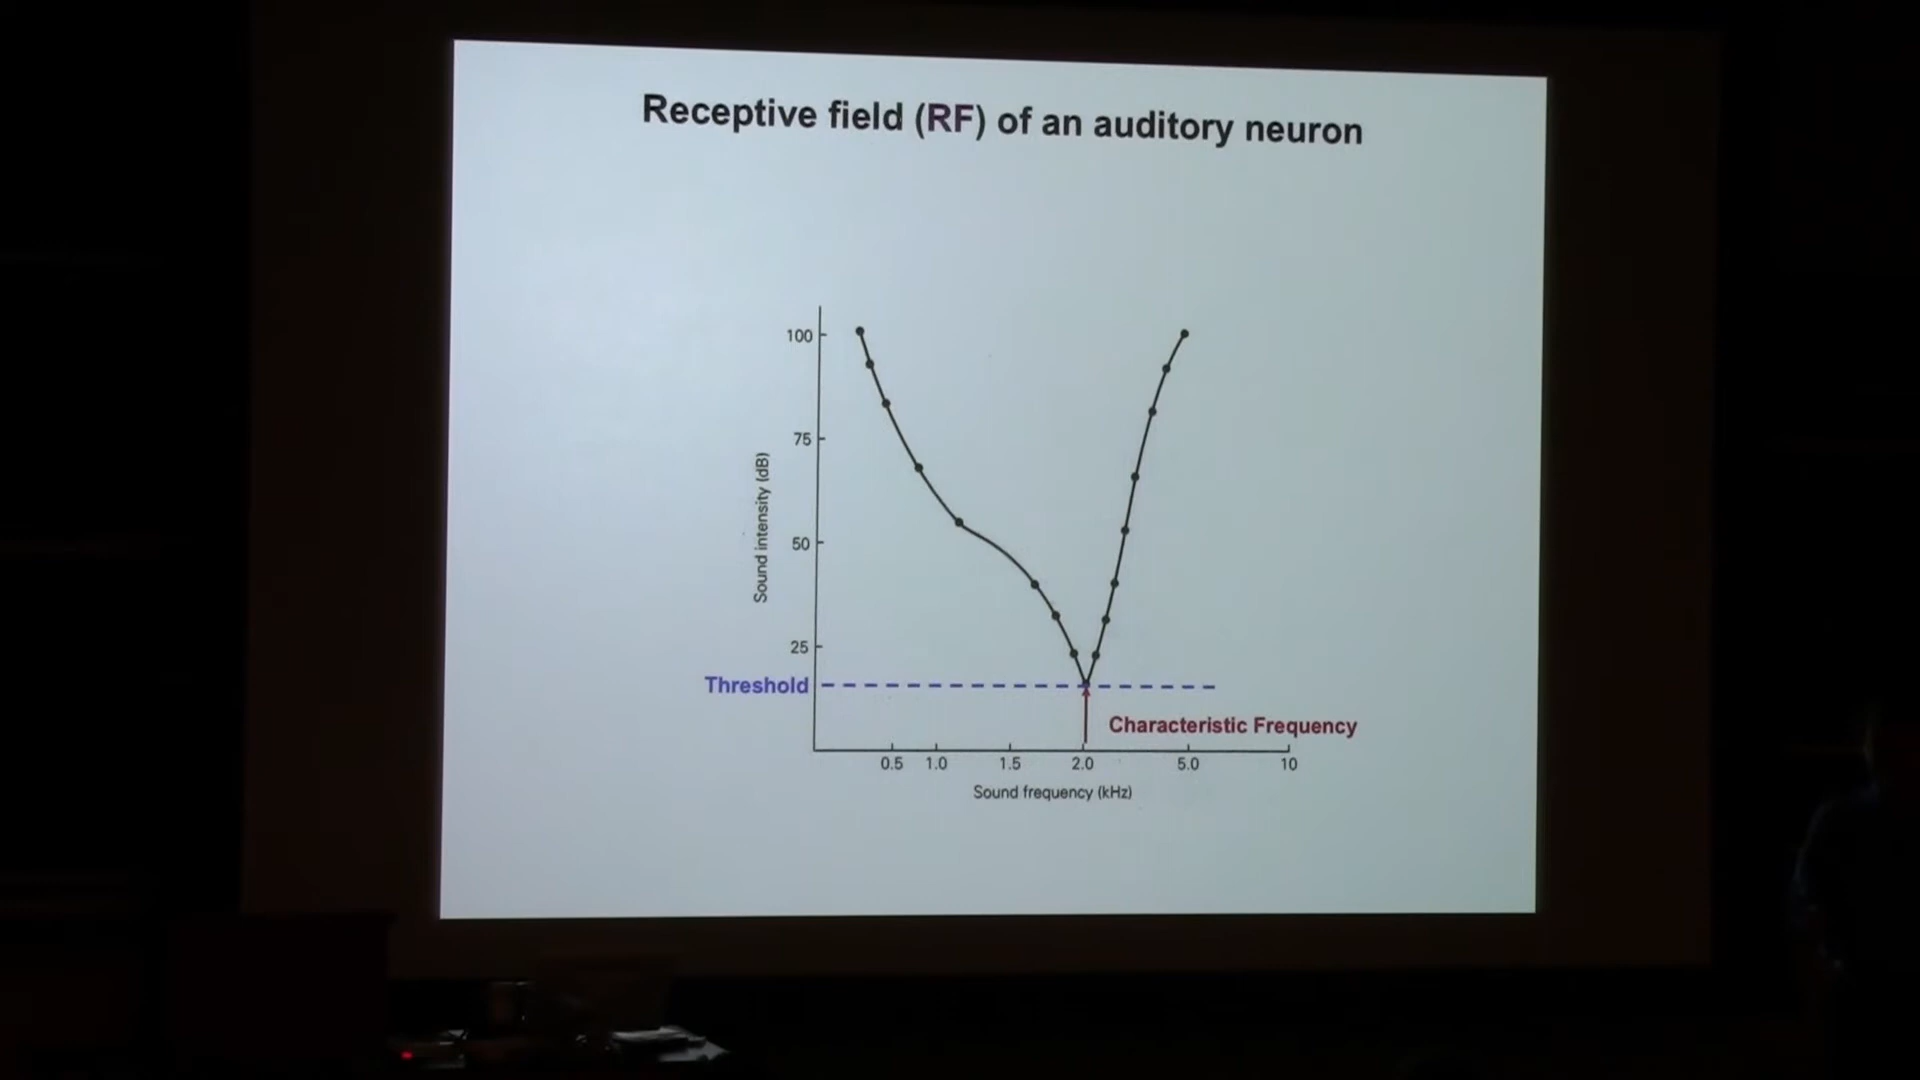 Receptive field (RF) of an auditory neuron
100
75
50
25
Sound intensity (dB)
Threshold
Characteristic Frequency
0.5 1.0 1.5 2.0 5.0 10
Sound frequency (kHz)